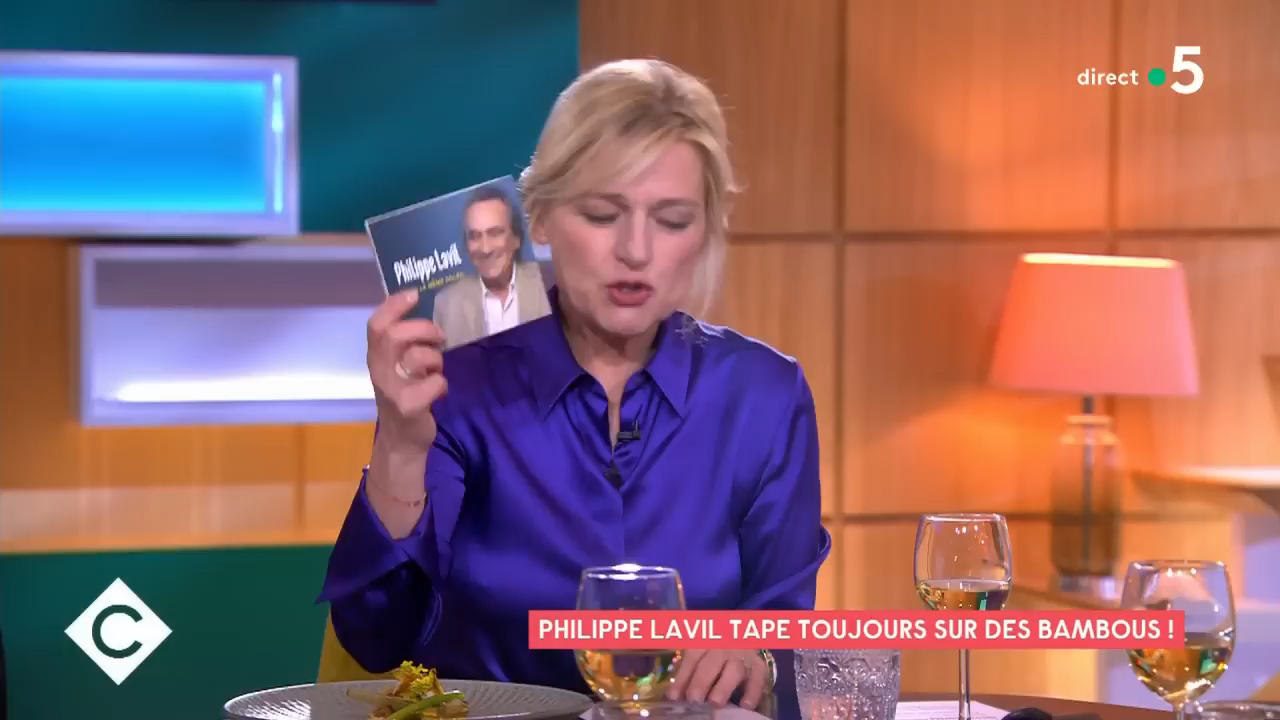 direct 5
Philippe Lavil
C
PHILIPPE LAVIL TAPE TOUJOURS SUR DES BAMBOUS !